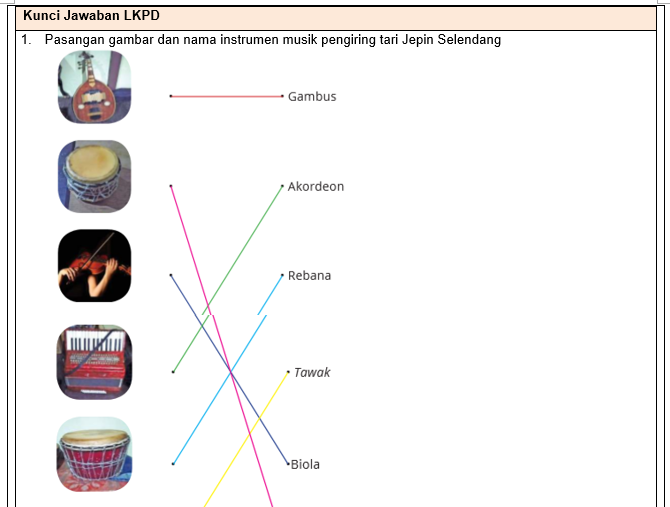 Kunci Jawaban LKPD
1. Pasangan gambar dan nama instrumen musik pengiring tari Jepin Selendang
Gambus
Akordeon
Rebana
Tawak
Biola